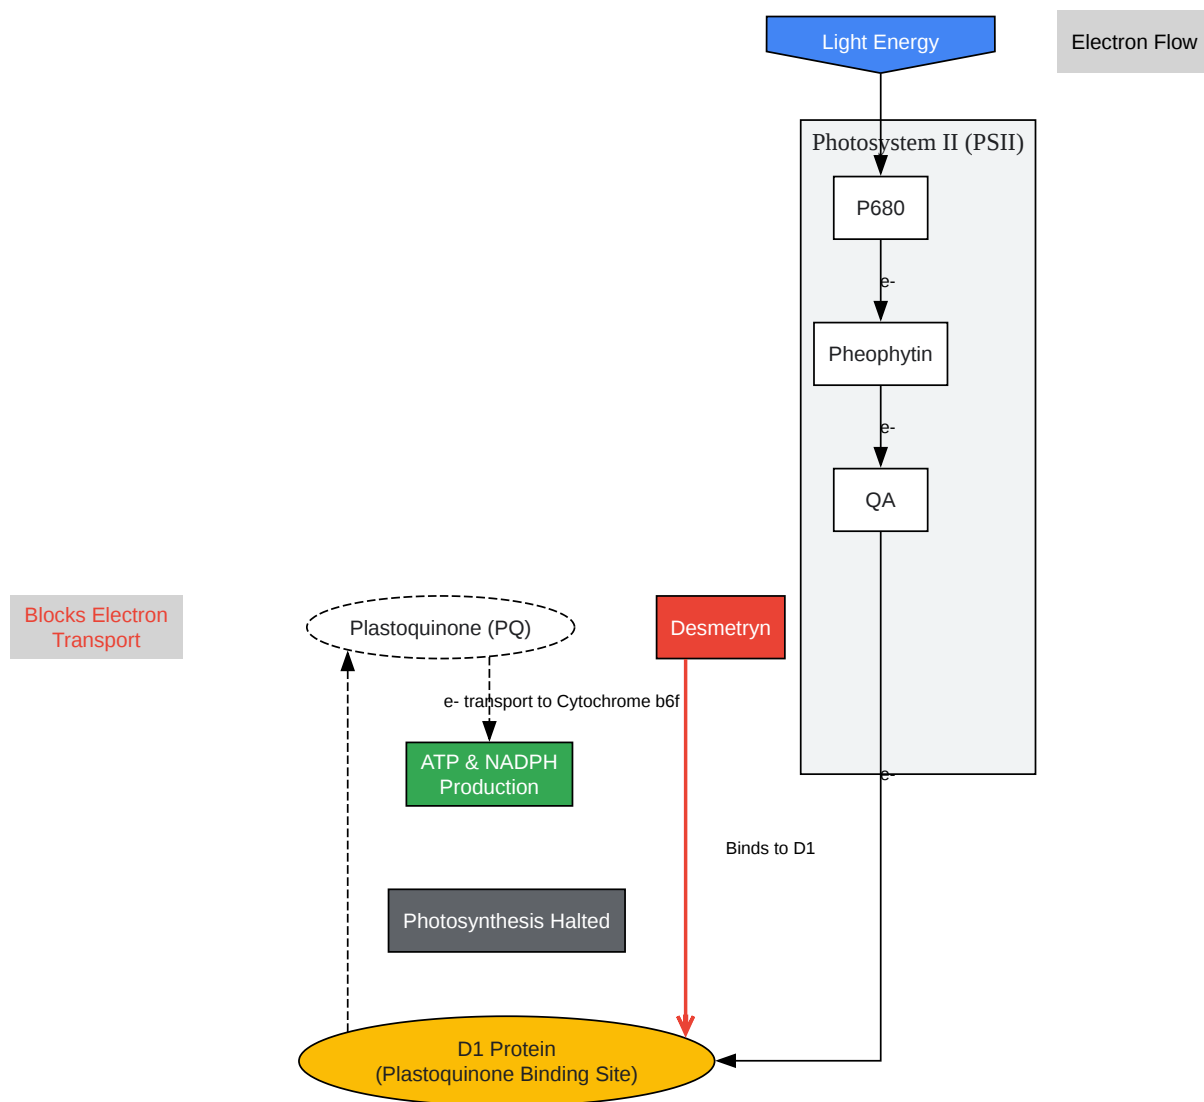 Light Energy
Electron Flow
Photosystem II (PSII)
P680
e-
Pheophytin
e-
QA
Blocks Electron
Transport
Plastoquinone (PQ)
Desmetryn
e- transport to Cytochrome b6f
ATP & NADPH
Production
e-
Binds to D1
Photosynthesis Halted
D1 Protein
(Plastoquinone Binding Site)